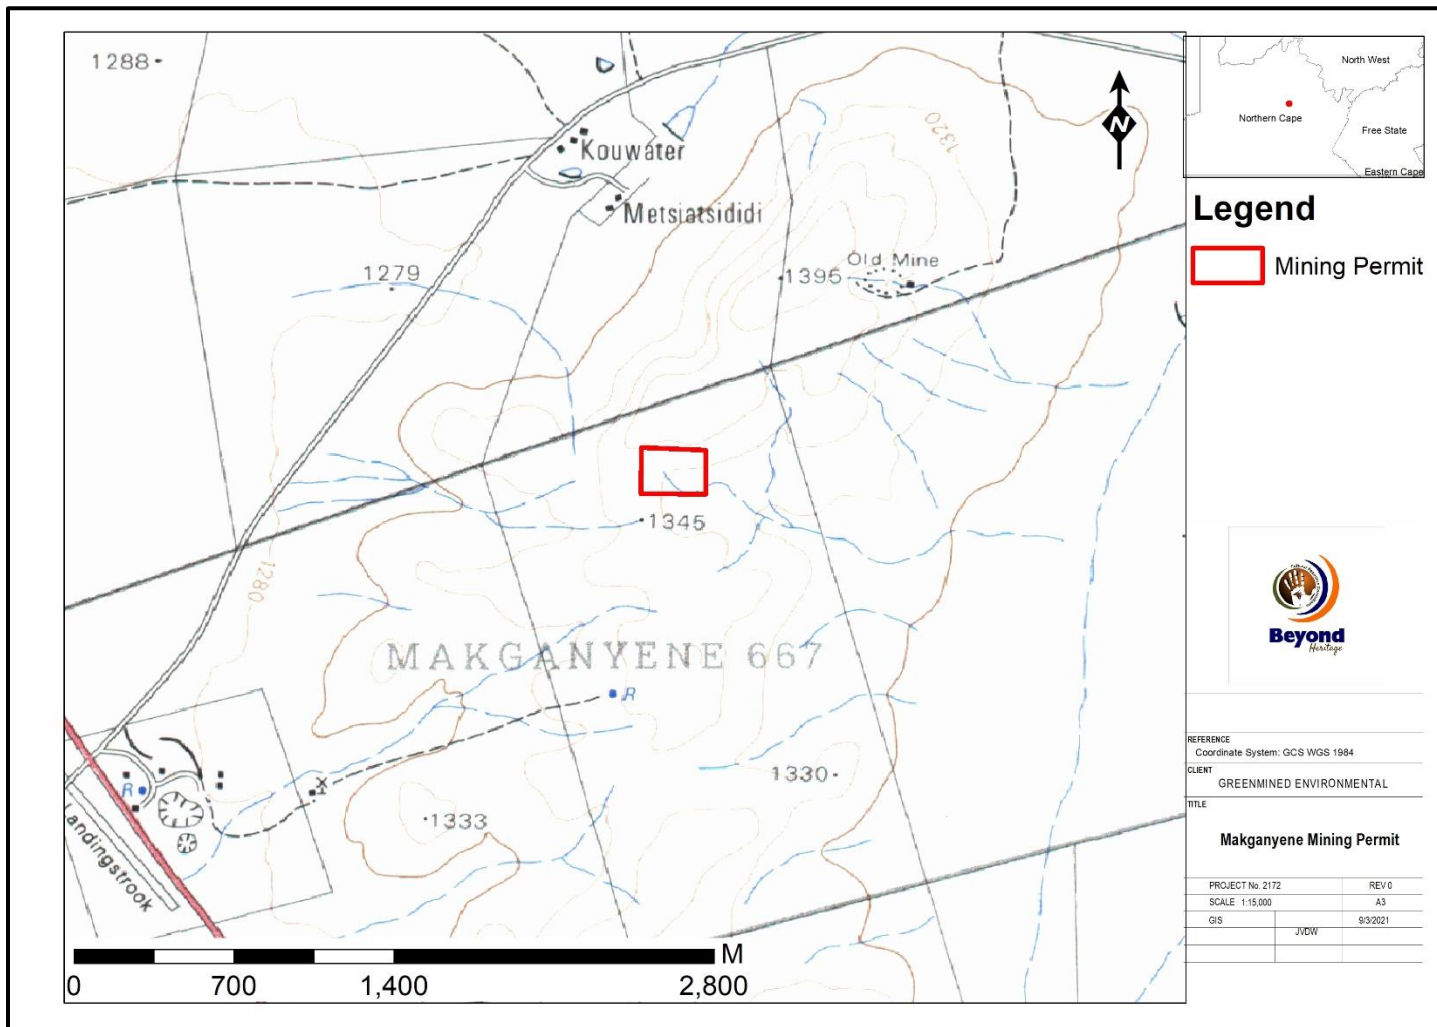 1288
Kouwater
Metsiatsididi
1279
1320
Old Mine
1395
1345
1280
MAKGANYENE 667
R
1330
R
1333
Landingstrook
0 700 1,400 2,800 M
N
North West
Northern Cape
Free State
Eastern Cape
Legend
Mining Permit
Beyond
Heritage
REFERENCE
Coordinate System: GCS WGS 1984
CLIENT
GREENMINED ENVIRONMENTAL
TITLE
Makganyene Mining Permit
PROJECT No. 2172 REV 0
SCALE 1:15,000 A3
GIS 9/3/2021
JVDW